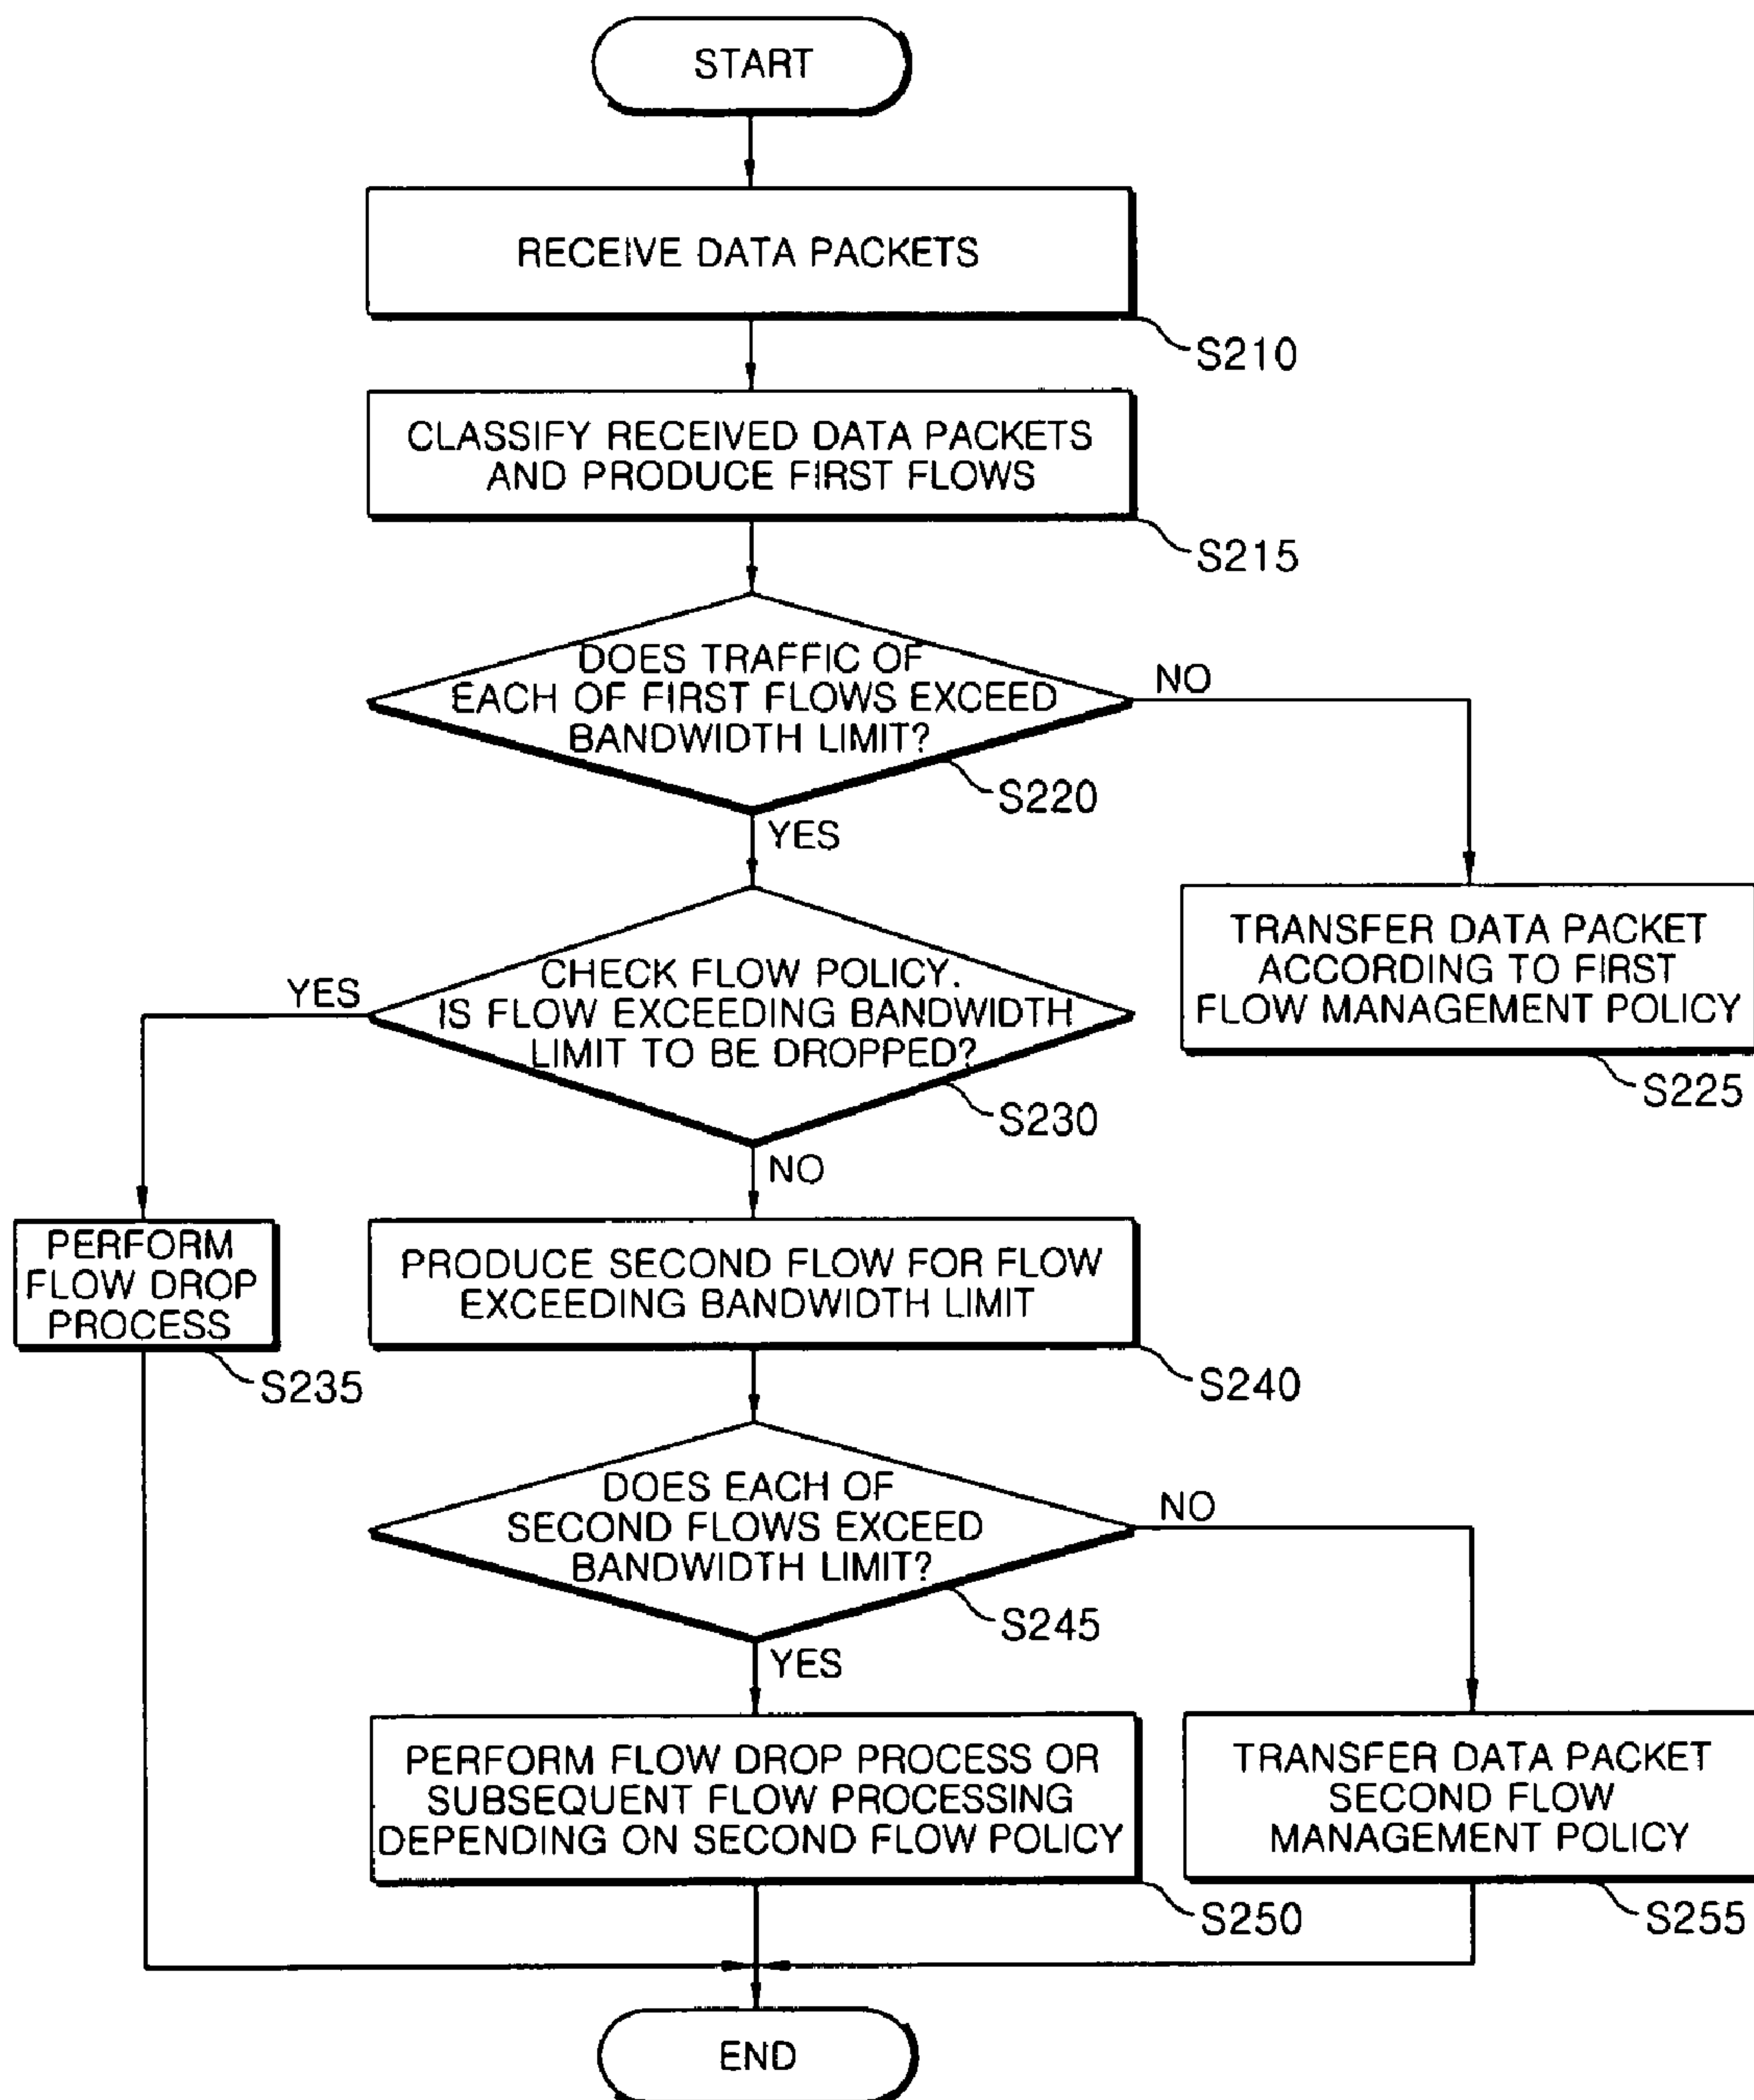 START
RECEIVE DATA PACKETS
S210
CLASSIFY RECEIVED DATA PACKETS
AND PRODUCE FIRST FLOWS
S215
DOES TRAFFIC OF
EACH OF FIRST FLOWS EXCEED
BANDWIDTH LIMIT?
NO
S220
YES
TRANSFER DATA PACKET
ACCORDING TO FIRST
FLOW MANAGEMENT POLICY
S225
CHECK FLOW POLICY.
IS FLOW EXCEEDING BANDWIDTH
LIMIT TO BE DROPPED?
YES
S230
NO
PERFORM
FLOW DROP
PROCESS
S235
PRODUCE SECOND FLOW FOR FLOW
EXCEEDING BANDWIDTH LIMIT
S240
DOES EACH OF
SECOND FLOWS EXCEED
BANDWIDTH LIMIT?
NO
S245
YES
PERFORM FLOW DROP PROCESS OR
SUBSEQUENT FLOW PROCESSING
DEPENDING ON SECOND FLOW POLICY
S250
TRANSFER DATA PACKET
SECOND FLOW
MANAGEMENT POLICY
S255
END